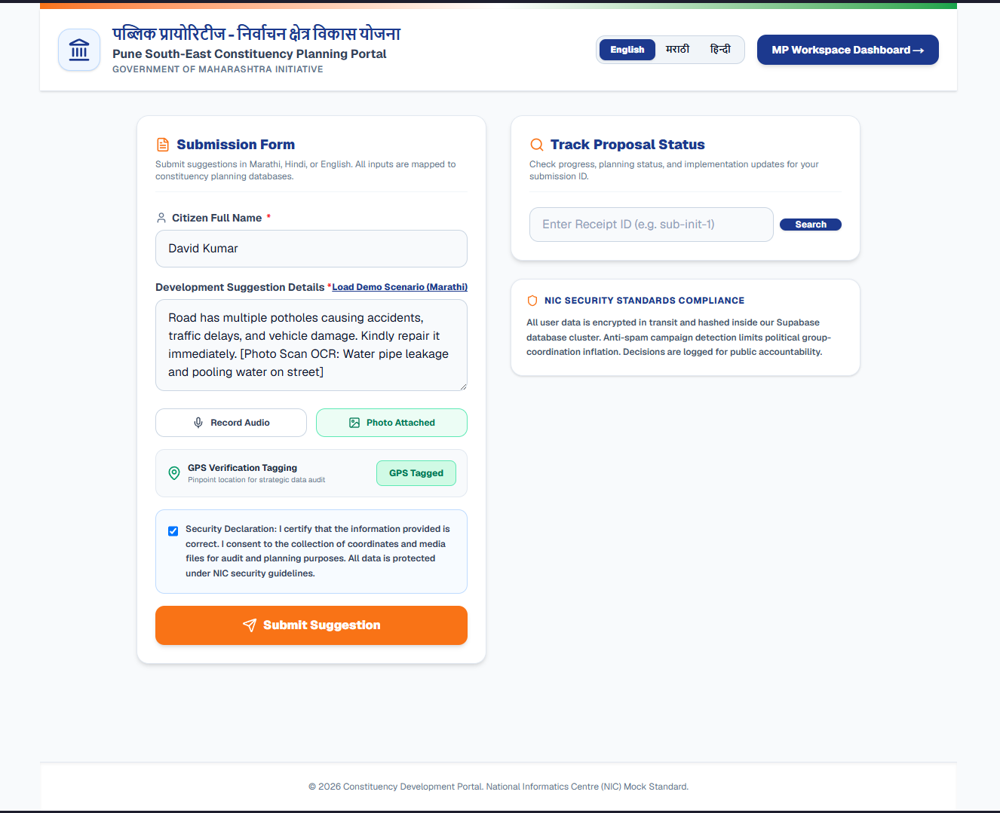 पब्लिक प्रायोरिटीज - निर्वाचन क्षेत्र विकास योजना
Pune South-East Constituency Planning Portal
GOVERNMENT OF MAHARASHTRA INITIATIVE
English
मराठी
हिन्दी
MP Workspace Dashboard →
Submission Form
Submit suggestions in Marathi, Hindi, or English. All inputs are mapped to
constituency planning databases.
Citizen Full Name *
David Kumar
Development Suggestion Details * Load Demo Scenario (Marathi)
Road has multiple potholes causing accidents,
traffic delays, and vehicle damage. Kindly repair it
immediately. [Photo Scan OCR: Water pipe leakage
and pooling water on street]
Record Audio
Photo Attached
GPS Verification Tagging
Pinpoint location for strategic data audit
GPS Tagged
Security Declaration: I certify that the information provided is
correct. I consent to the collection of coordinates and media
files for audit and planning purposes. All data is protected
under NIC security guidelines.
Submit Suggestion
Track Proposal Status
Check progress, planning status, and implementation updates for your
submission ID.
Enter Receipt ID (e.g. sub-init-1)
Search
NIC SECURITY STANDARDS COMPLIANCE
All user data is encrypted in transit and hashed inside our Supabase
database cluster. Anti-spam campaign detection limits political group-
coordination inflation. Decisions are logged for public accountability.
© 2026 Constituency Development Portal. National Informatics Centre (NIC) Mock Standard.